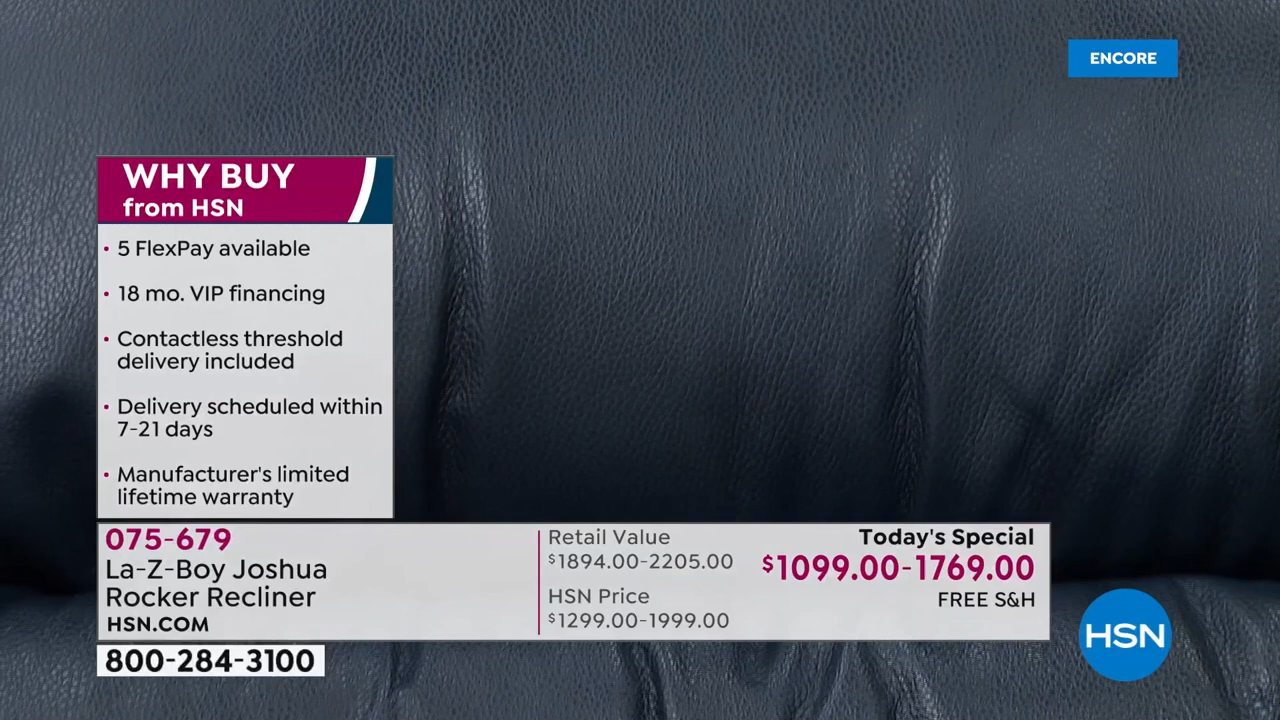 ENCORE
WHY BUY
from HSN
• 5 FlexPay available
• 18 mo. VIP financing
• Contactless threshold
delivery included
• Delivery scheduled within
7-21 days
• Manufacturer's limited
lifetime warranty
075-679
La-Z-Boy Joshua
Rocker Recliner
HSN.COM
Retail Value
$1894.00-2205.00
HSN Price
$1299.00-1999.00
Today's Special
$1099.00-1769.00
FREE S&H
800-284-3100
HSN